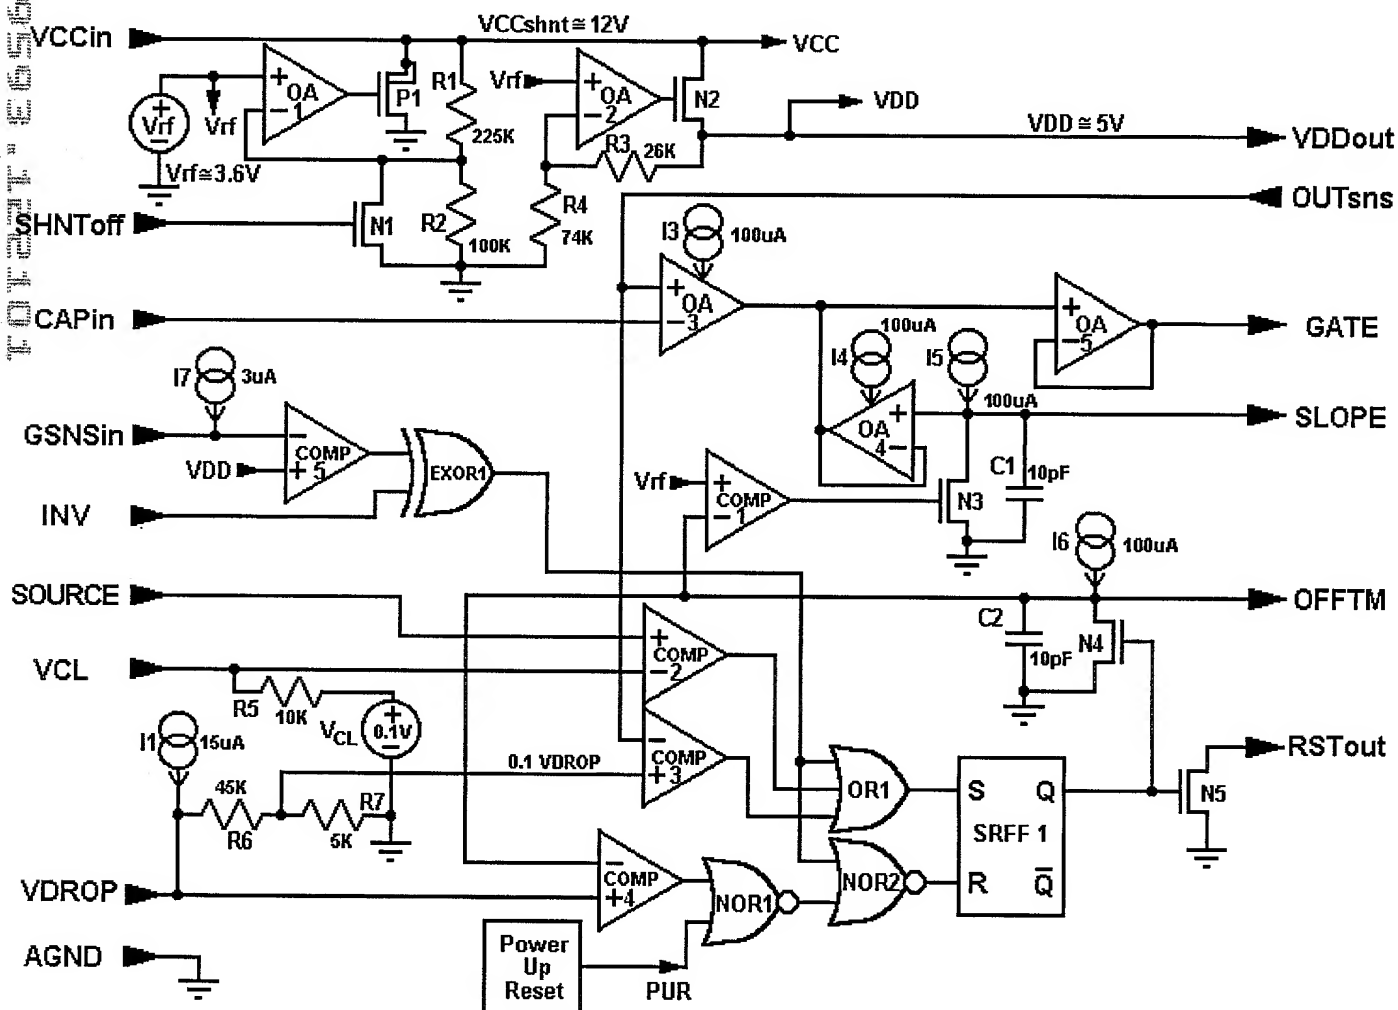 VCCin
VCCshnt≅12V
VCC
Vrf
OA
1
+
−
P1
R1
225K
Vrf
+
−
OA
2
N2
VDD
VDD≅5V
VDDout
Vrf
+
−
Vrf≅3.6V
R3
26K
OUTsns
SHNToff
N1
R2
100K
R4
74K
I3
100uA
CAPin
+
−
OA
3
+
−
OA
5
GATE
I7
3uA
100uA
I4
I5
100uA
GSNSin
−
+
COMP
5
VDD
EXOR1
+
−
OA
4
SLOPE
INV
Vrf
+
−
COMP
1
N3
C1
10pF
I6
100uA
SOURCE
OFFTM
VCL
+
−
COMP
2
C2
10pF
N4
R5
10K
VCL
+
0.1V
−
I1
15uA
0.1 VDROP
−
+
COMP
3
RSTout
45K
R6
R7
5K
OR1
S
Q
SRFF 1
R
Q
N5
VDROP
−
+
COMP
4
NOR1
NOR2
AGND
Power
Up
Reset
PUR